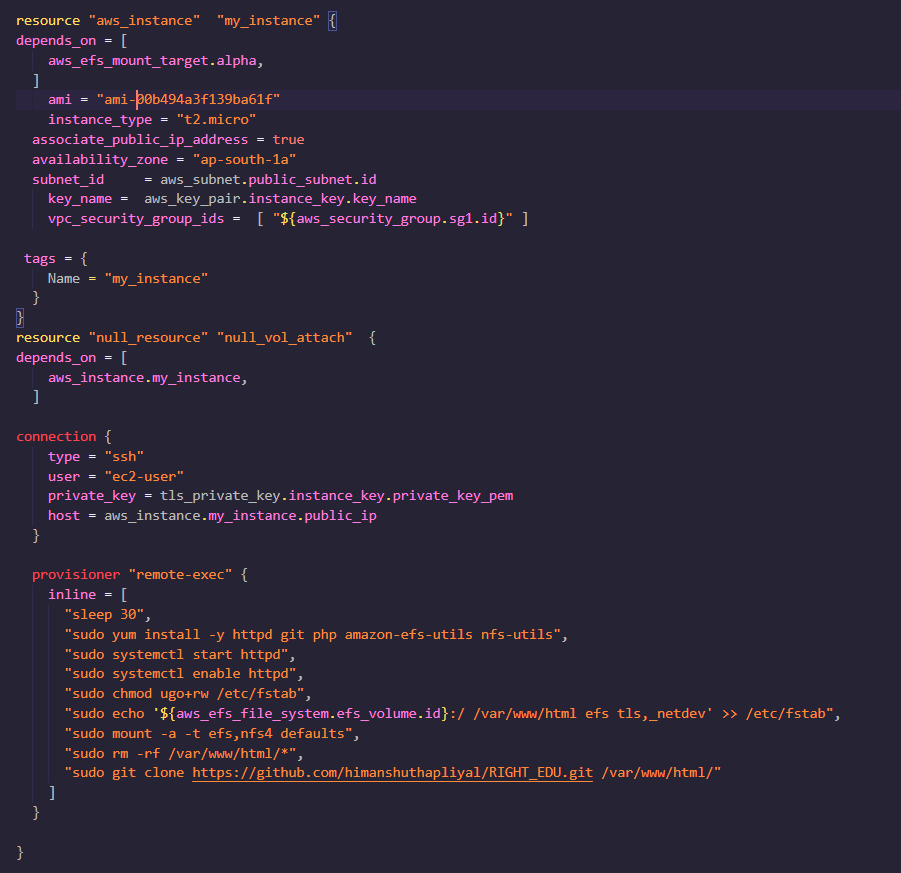 resource "aws_instance"  "my_instance" {
depends_on = [
    aws_efs_mount_target.alpha,
  ]
    ami = "ami-00b494a3f139ba61f"
    instance_type = "t2.micro"
  associate_public_ip_address = true
  availability_zone = "ap-south-1a"
  subnet_id     = aws_subnet.public_subnet.id
    key_name =  aws_key_pair.instance_key.key_name
    vpc_security_group_ids =  [ "${aws_security_group.sg1.id}" ]

 tags = {
    Name = "my_instance"
  }
}
resource "null_resource" "null_vol_attach"  {
depends_on = [
    aws_instance.my_instance,
  ]

connection {
    type = "ssh"
    user = "ec2-user"
    private_key = tls_private_key.instance_key.private_key_pem
    host = aws_instance.my_instance.public_ip
  }

  provisioner "remote-exec" {
    inline = [
      "sleep 30",
      "sudo yum install -y httpd git php amazon-efs-utils nfs-utils",
      "sudo systemctl start httpd",
      "sudo systemctl enable httpd",
      "sudo chmod ugo+rw /etc/fstab",
      "sudo echo '${aws_efs_file_system.efs_volume.id}:/ /var/www/html efs tls,_netdev' >> /etc/fstab",
      "sudo mount -a -t efs,nfs4 defaults",
      "sudo rm -rf /var/www/html/*",
      "sudo git clone https://github.com/himanshuthapliyal/RIGHT_EDU.git /var/www/html/"
    ]
  }

}